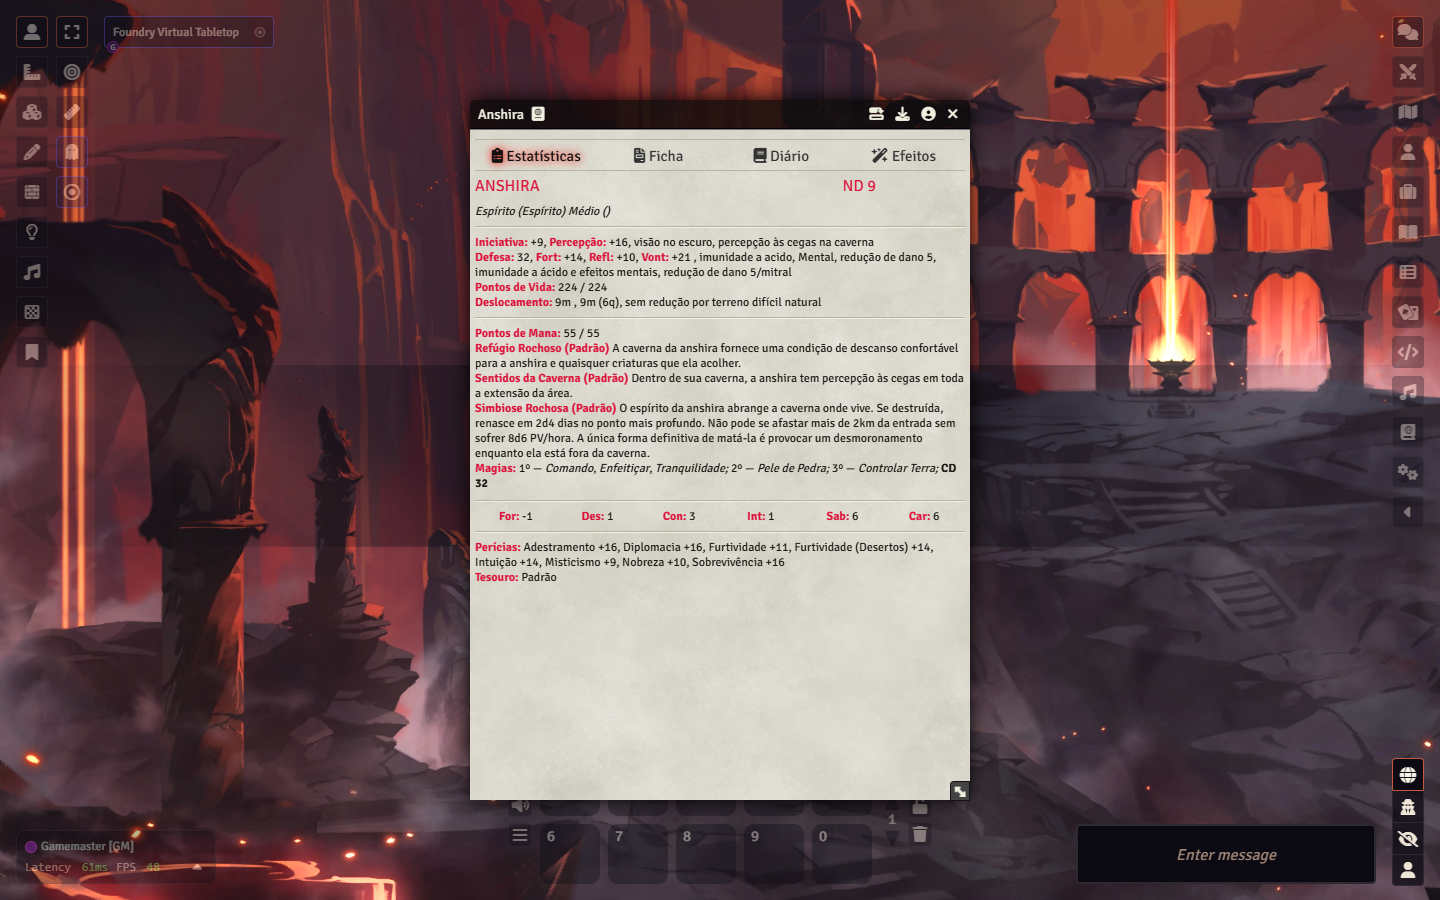 Foundry Virtual Tabletop
G
Anshira
Estatísticas
Ficha
Diário
Efeitos
ANSHIRA
ND 9
Espírito (Espírito) Médio ()
Iniciativa: +9, Percepção: +16, visão no escuro, percepção às cegas na caverna
Defesa: 32, Fort: +14, Refl: +10, Vont: +21 , imunidade a acido, Mental, redução de dano 5,
imunidade a ácido e efeitos mentais, redução de dano 5/mitral
Pontos de Vida: 224 / 224
Deslocamento: 9m , 9m (6q), sem redução por terreno difícil natural
Pontos de Mana: 55 / 55
Refúgio Rochoso (Padrão) A caverna da anshira fornece uma condição de descanso confortável
para a anshira e quaisquer criaturas que ela acolher.
Sentidos da Caverna (Padrão) Dentro de sua caverna, a anshira tem percepção às cegas em toda
a extensão da área.
Simbiose Rochosa (Padrão) O espírito da anshira abrange a caverna onde vive. Se destruída,
renasce em 2d4 dias no ponto mais profundo. Não pode se afastar mais de 2km da entrada sem
sofrer 8d6 PV/hora. A única forma definitiva de matá-la é provocar um desmoronamento
enquanto ela está fora da caverna.
Magias: 1º — Comando, Enfeitiçar, Tranquilidade; 2º — Pele de Pedra; 3º — Controlar Terra; CD
32
For: -1
Des: 1
Con: 3
Int: 1
Sab: 6
Car: 6
Perícias: Adestramento +16, Diplomacia +16, Furtividade +11, Furtividade (Desertos) +14,
Intuição +14, Misticismo +9, Nobreza +10, Sobrevivência +16
Tesouro: Padrão
6
7
8
9
0
1
Gamemaster [GM]
Latency 61ms FPS 48
Enter message